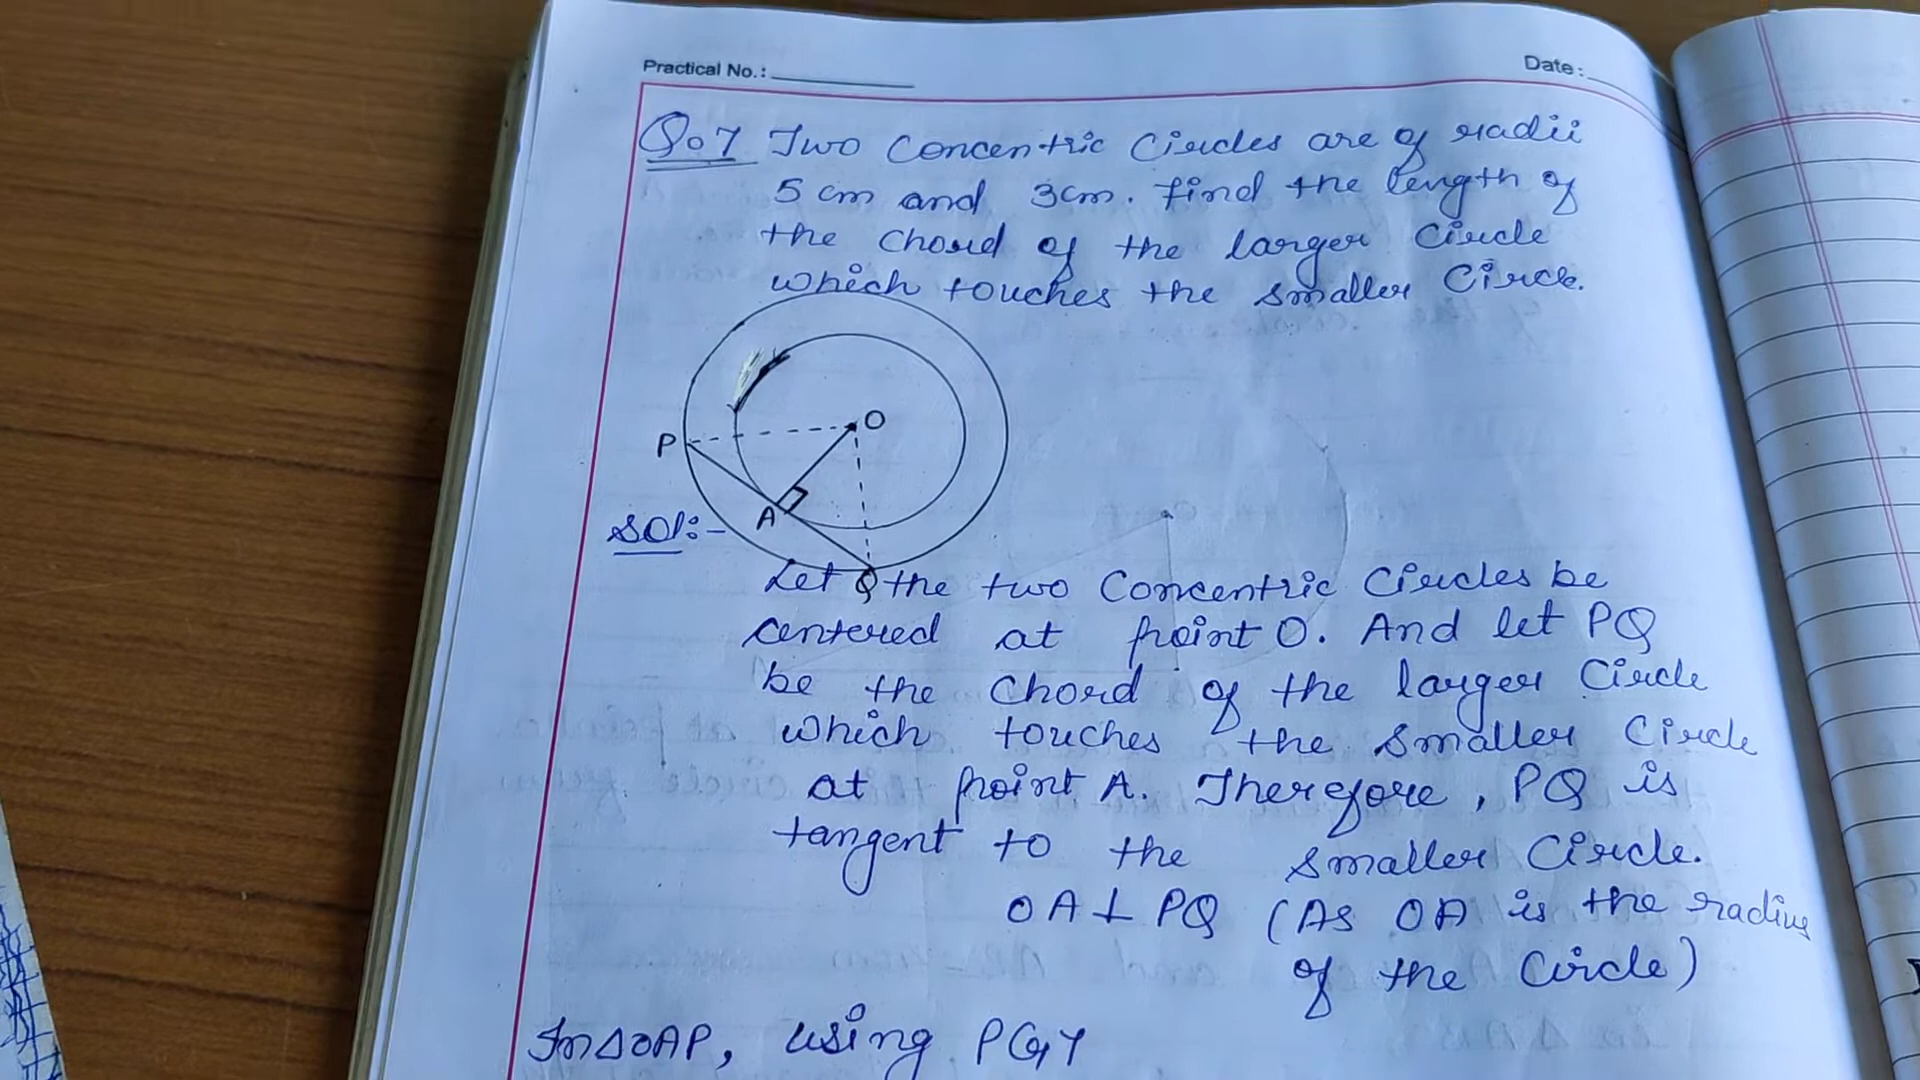 Practical No.:
Date:
Q.7 Two Concentric Circles are of radii
5 cm and 3cm. find the length of
the chord of the larger circle
which touches the smaller Circle.
O
P
A
Sol:-
Q
Let the two Concentric Circles be
centered at point O. And let PQ
be the chord of the larger Circle
which touches the smaller Circle
at point A. Therefore, PQ is
tangent to the smaller Circle.
OA ⊥ PQ (As OA is the radius
of the Circle)
In ΔOAP, using PGT